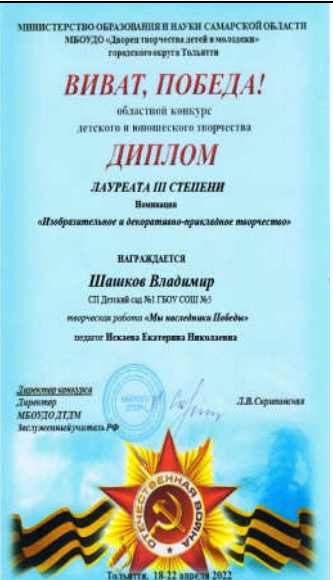 МИНИСТЕРСТВО ОБРАЗОВАНИЯ И НАУКИ САМАРСКОЙ ОБЛАСТИ
МБОУДО «Дворец творчества детей и молодежи»
городского округа Тольятти
ВИВАТ, ПОБЕДА!
областной конкурс
детского и юношеского творчества
ДИПЛОМ
ЛАУРЕАТА III СТЕПЕНИ
Номинация
«Изобразительное и декоративно-прикладное творчество»
НАГРАЖДАЕТСЯ
Шашков Владимир
СП Детский сад №1 ГБОУ СОШ №5
творческая работа «Мы наследники Победы»
педагог Искаева Екатерина Николаевна
Директор конкурса
Директор
МБОУДО ДТДМ
Заслуженный учитель РФ
Л.В.
ОТЕЧЕСТВЕННАЯ ВОЙНА
Тольятти, 18-22 апреля 2022